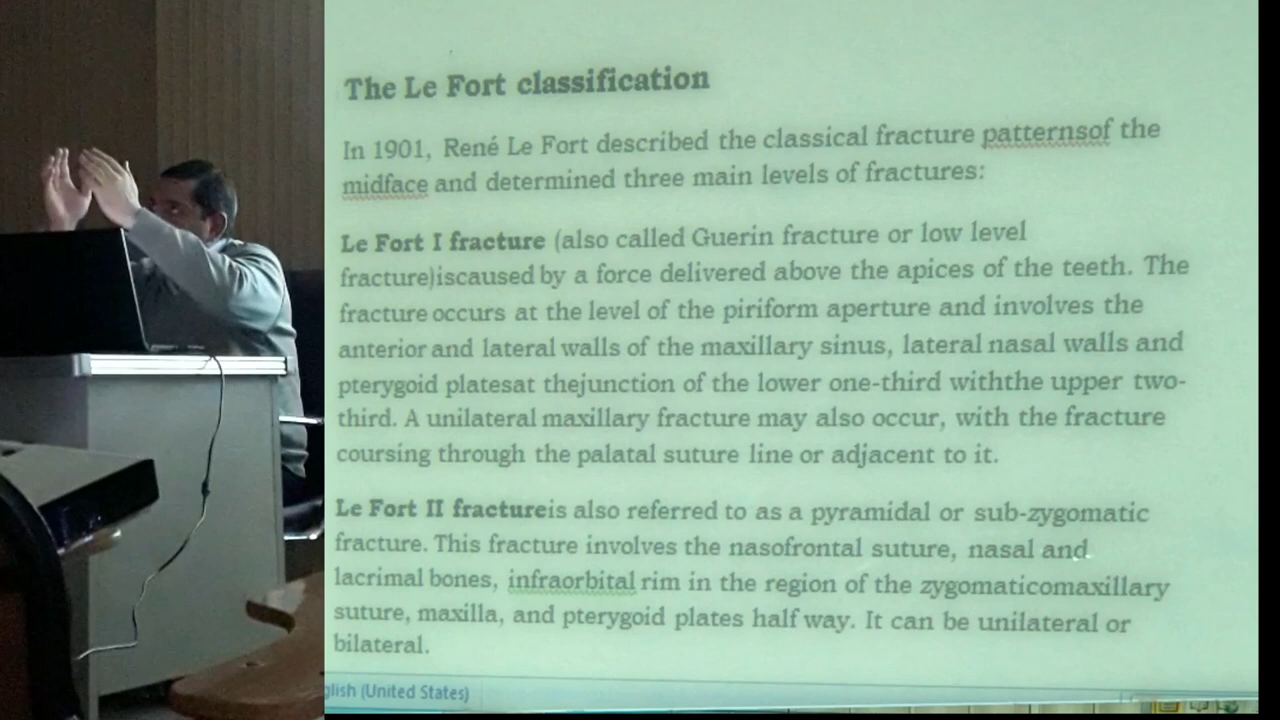 The Le Fort classification
In 1901, René Le Fort described the classical fracture patternsof the
midface and determined three main levels of fractures:
Le Fort I fracture (also called Guerin fracture or low level
fracture)iscaused by a force delivered above the apices of the teeth. The
fracture occurs at the level of the piriform aperture and involves the
anterior and lateral walls of the maxillary sinus, lateral nasal walls and
pterygoid platesat thejunction of the lower one-third withthe upper two-
third. A unilateral maxillary fracture may also occur, with the fracture
coursing through the palatal suture line or adjacent to it.
Le Fort II fractureis also referred to as a pyramidal or sub-zygomatic
fracture. This fracture involves the nasofrontal suture, nasal and
lacrimal bones, infraorbital rim in the region of the zygomaticomaxillary
suture, maxilla, and pterygoid plates half way. It can be unilateral or
bilateral.
glish (United States)